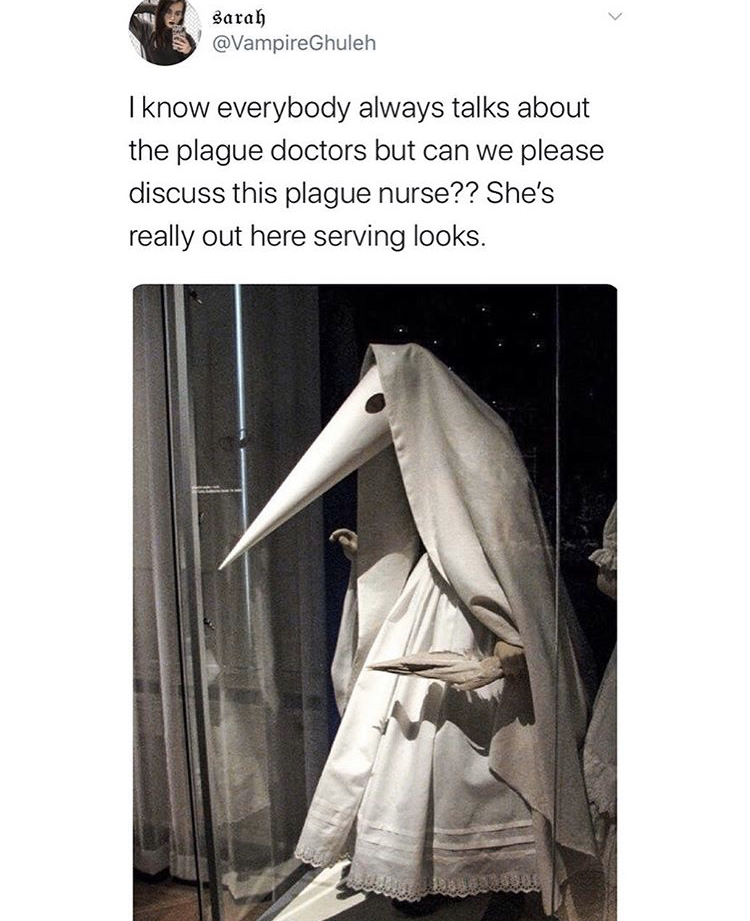 𝕾𝖆𝖗𝖆𝖍
@VampireGhuleh
I know everybody always talks about
the plague doctors but can we please
discuss this plague nurse?? She's
really out here serving looks.